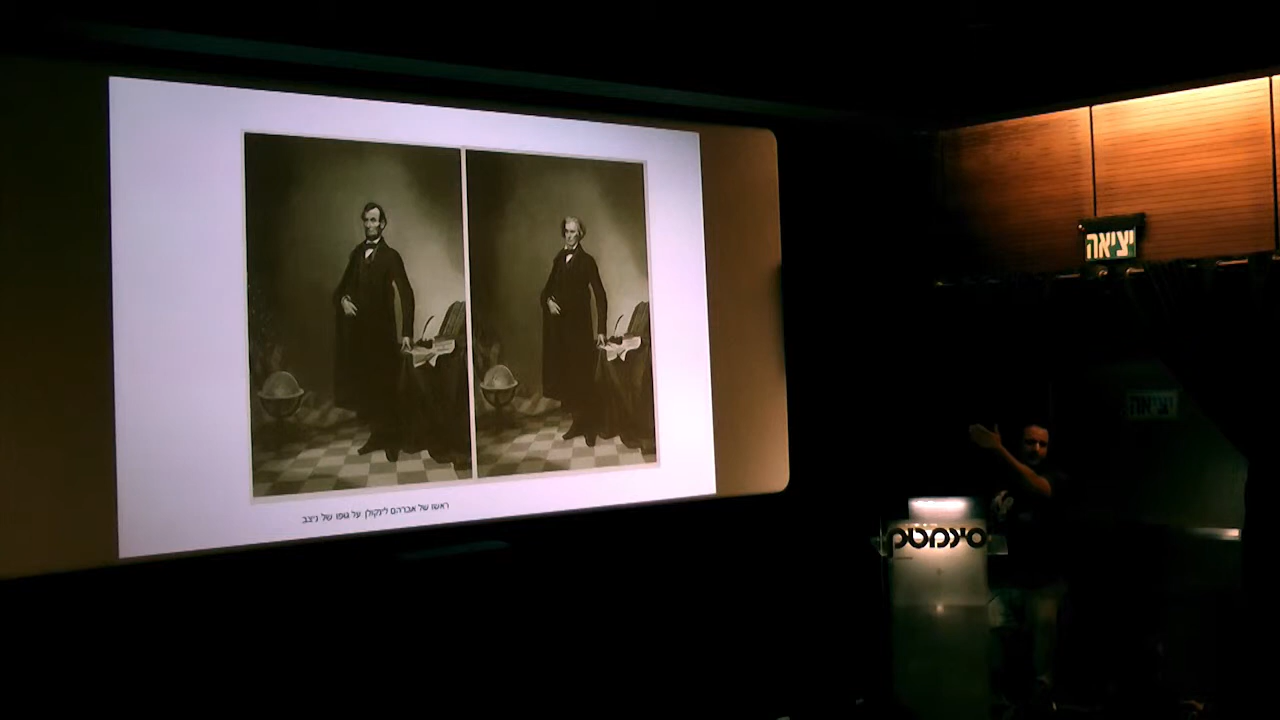 יציאה
יציאה
ראשו של אברהם לינקולן על גופו של ניצב
סינמטק